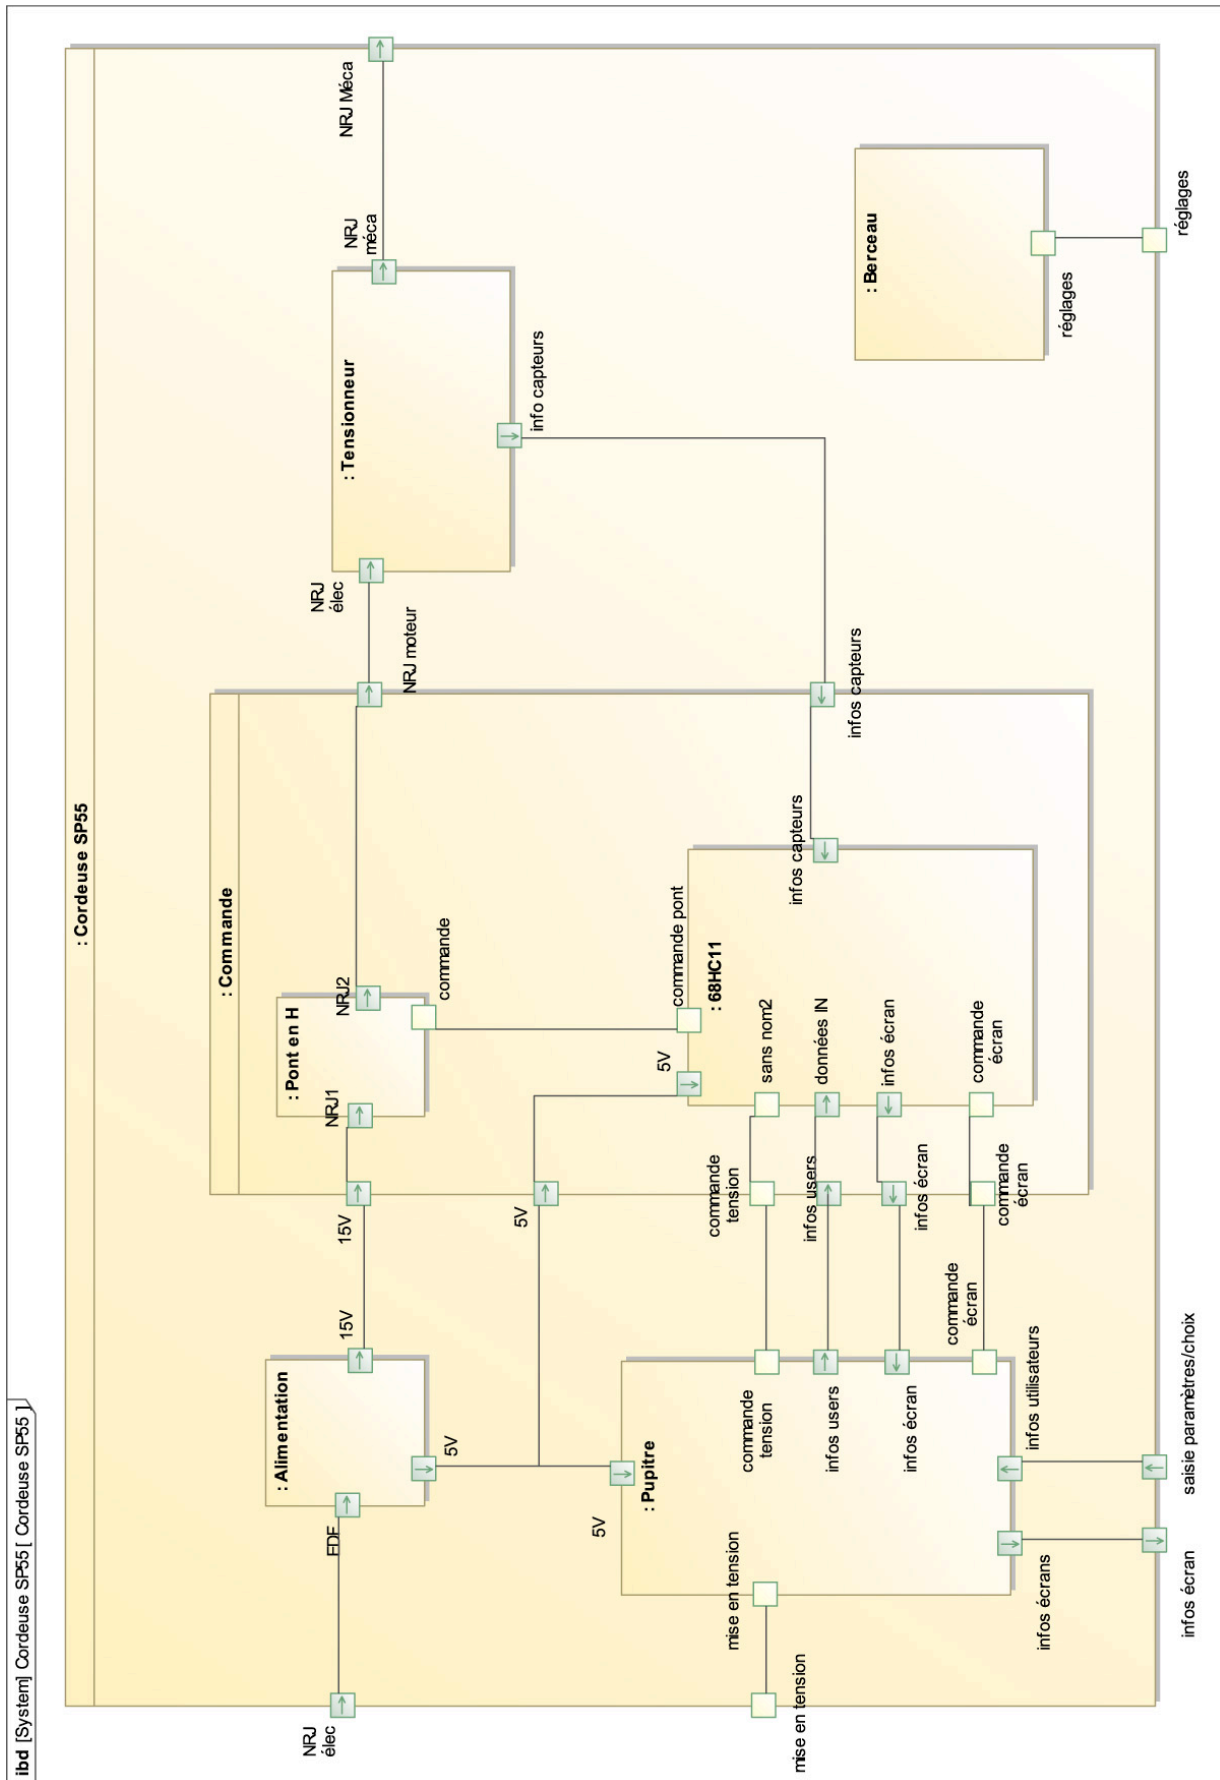 ibd [System] Cordeuse SP55 [ Cordeuse SP55 ]
: Cordeuse SP55
: Commande
NRJ
élec
EDF
: Alimentation
15V
15V
NRJ1
: Pont en H
NRJ2
NRJ moteur
NRJ
élec
: Tensionneur
NRJ
méca
NRJ Méca
5V
5V
5V
commande
info capteurs
5V
commande pont
: 68HC11
: Pupitre
mise en tension
mise en tension
commande
tension
commande
tension
sans nom2
infos users
infos users
données IN
infos écran
infos écran
infos écran
commande
écran
commande
écran
commande
écran
infos capteurs
infos capteurs
infos écrans
infos utilisateurs
infos écran
saisie paramètres/choix
: Berceau
réglages
réglages